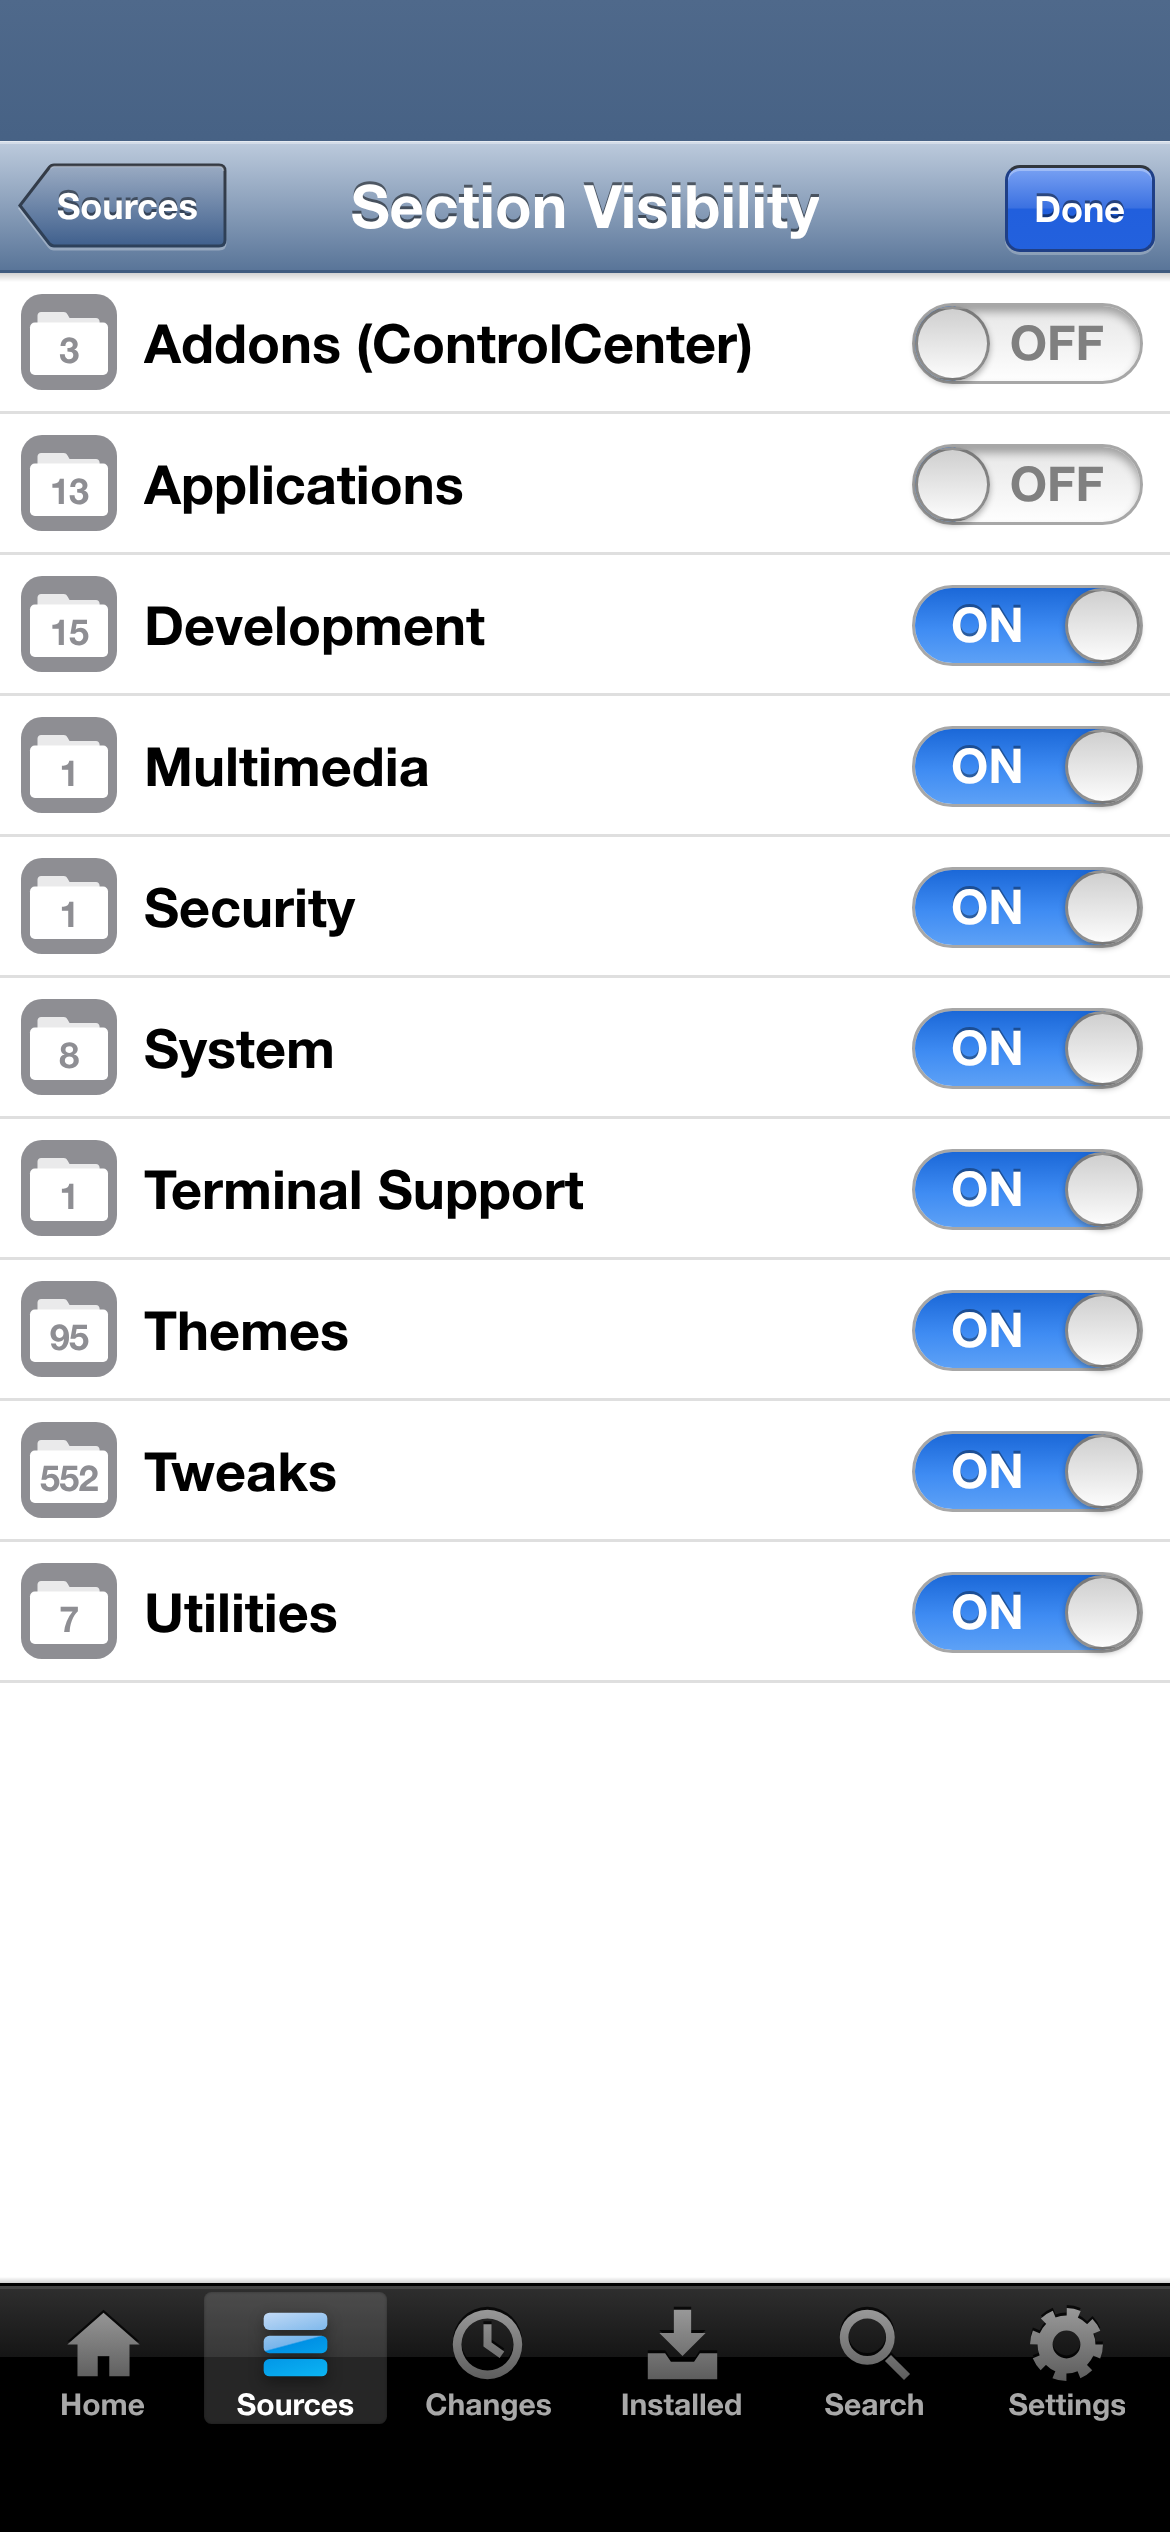 Sources Section Visibility Done
3 Addons (ControlCenter) OFF
13 Applications OFF
15 Development ON
1 Multimedia ON
1 Security ON
8 System ON
1 Terminal Support ON
95 Themes ON
552 Tweaks ON
7 Utilities ON
Home Sources Changes Installed Search Settings